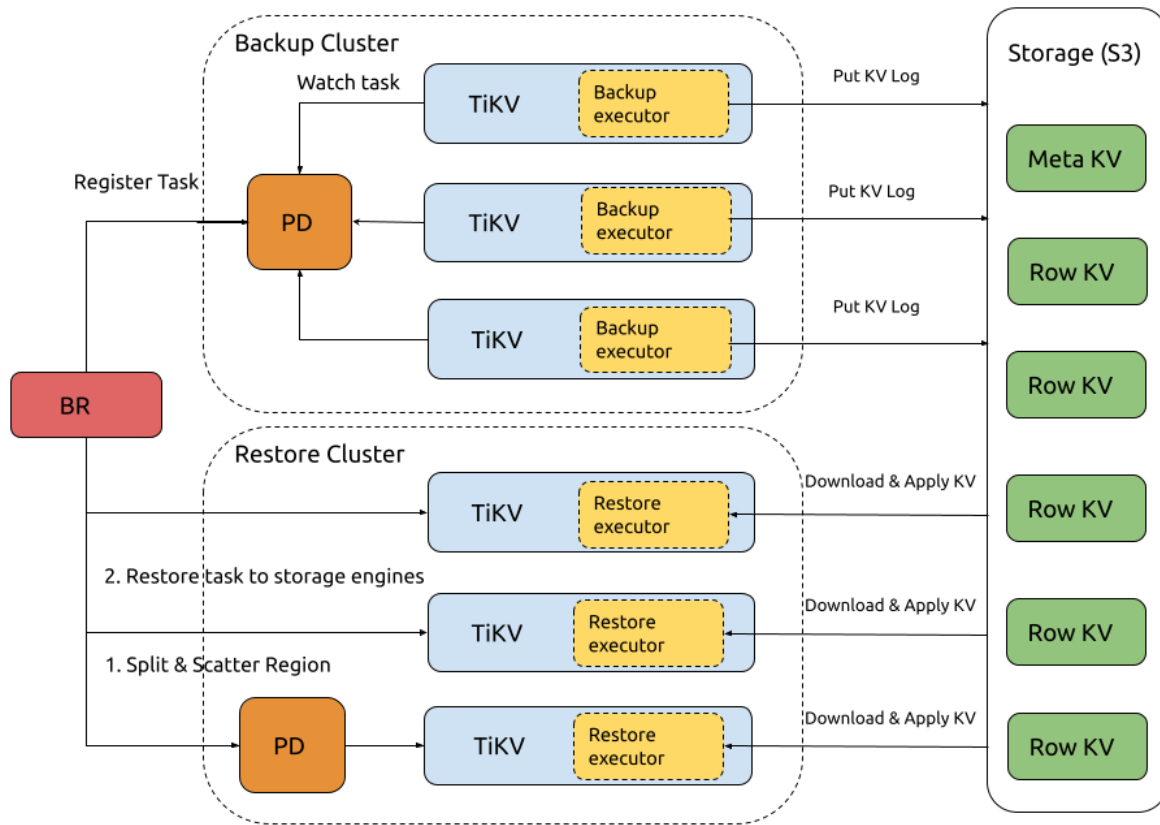 Backup Cluster
Storage (S3)
Watch task
TiKV
Backup
executor
Put KV Log
Meta KV
Register Task
PD
TiKV
Backup
executor
Put KV Log
Row KV
TiKV
Backup
executor
Put KV Log
Row KV
BR
Restore Cluster
TiKV
Restore
executor
Download & Apply KV
Row KV
2. Restore task to storage engines
TiKV
Restore
executor
Download & Apply KV
Row KV
1. Split & Scatter Region
PD
TiKV
Restore
executor
Download & Apply KV
Row KV